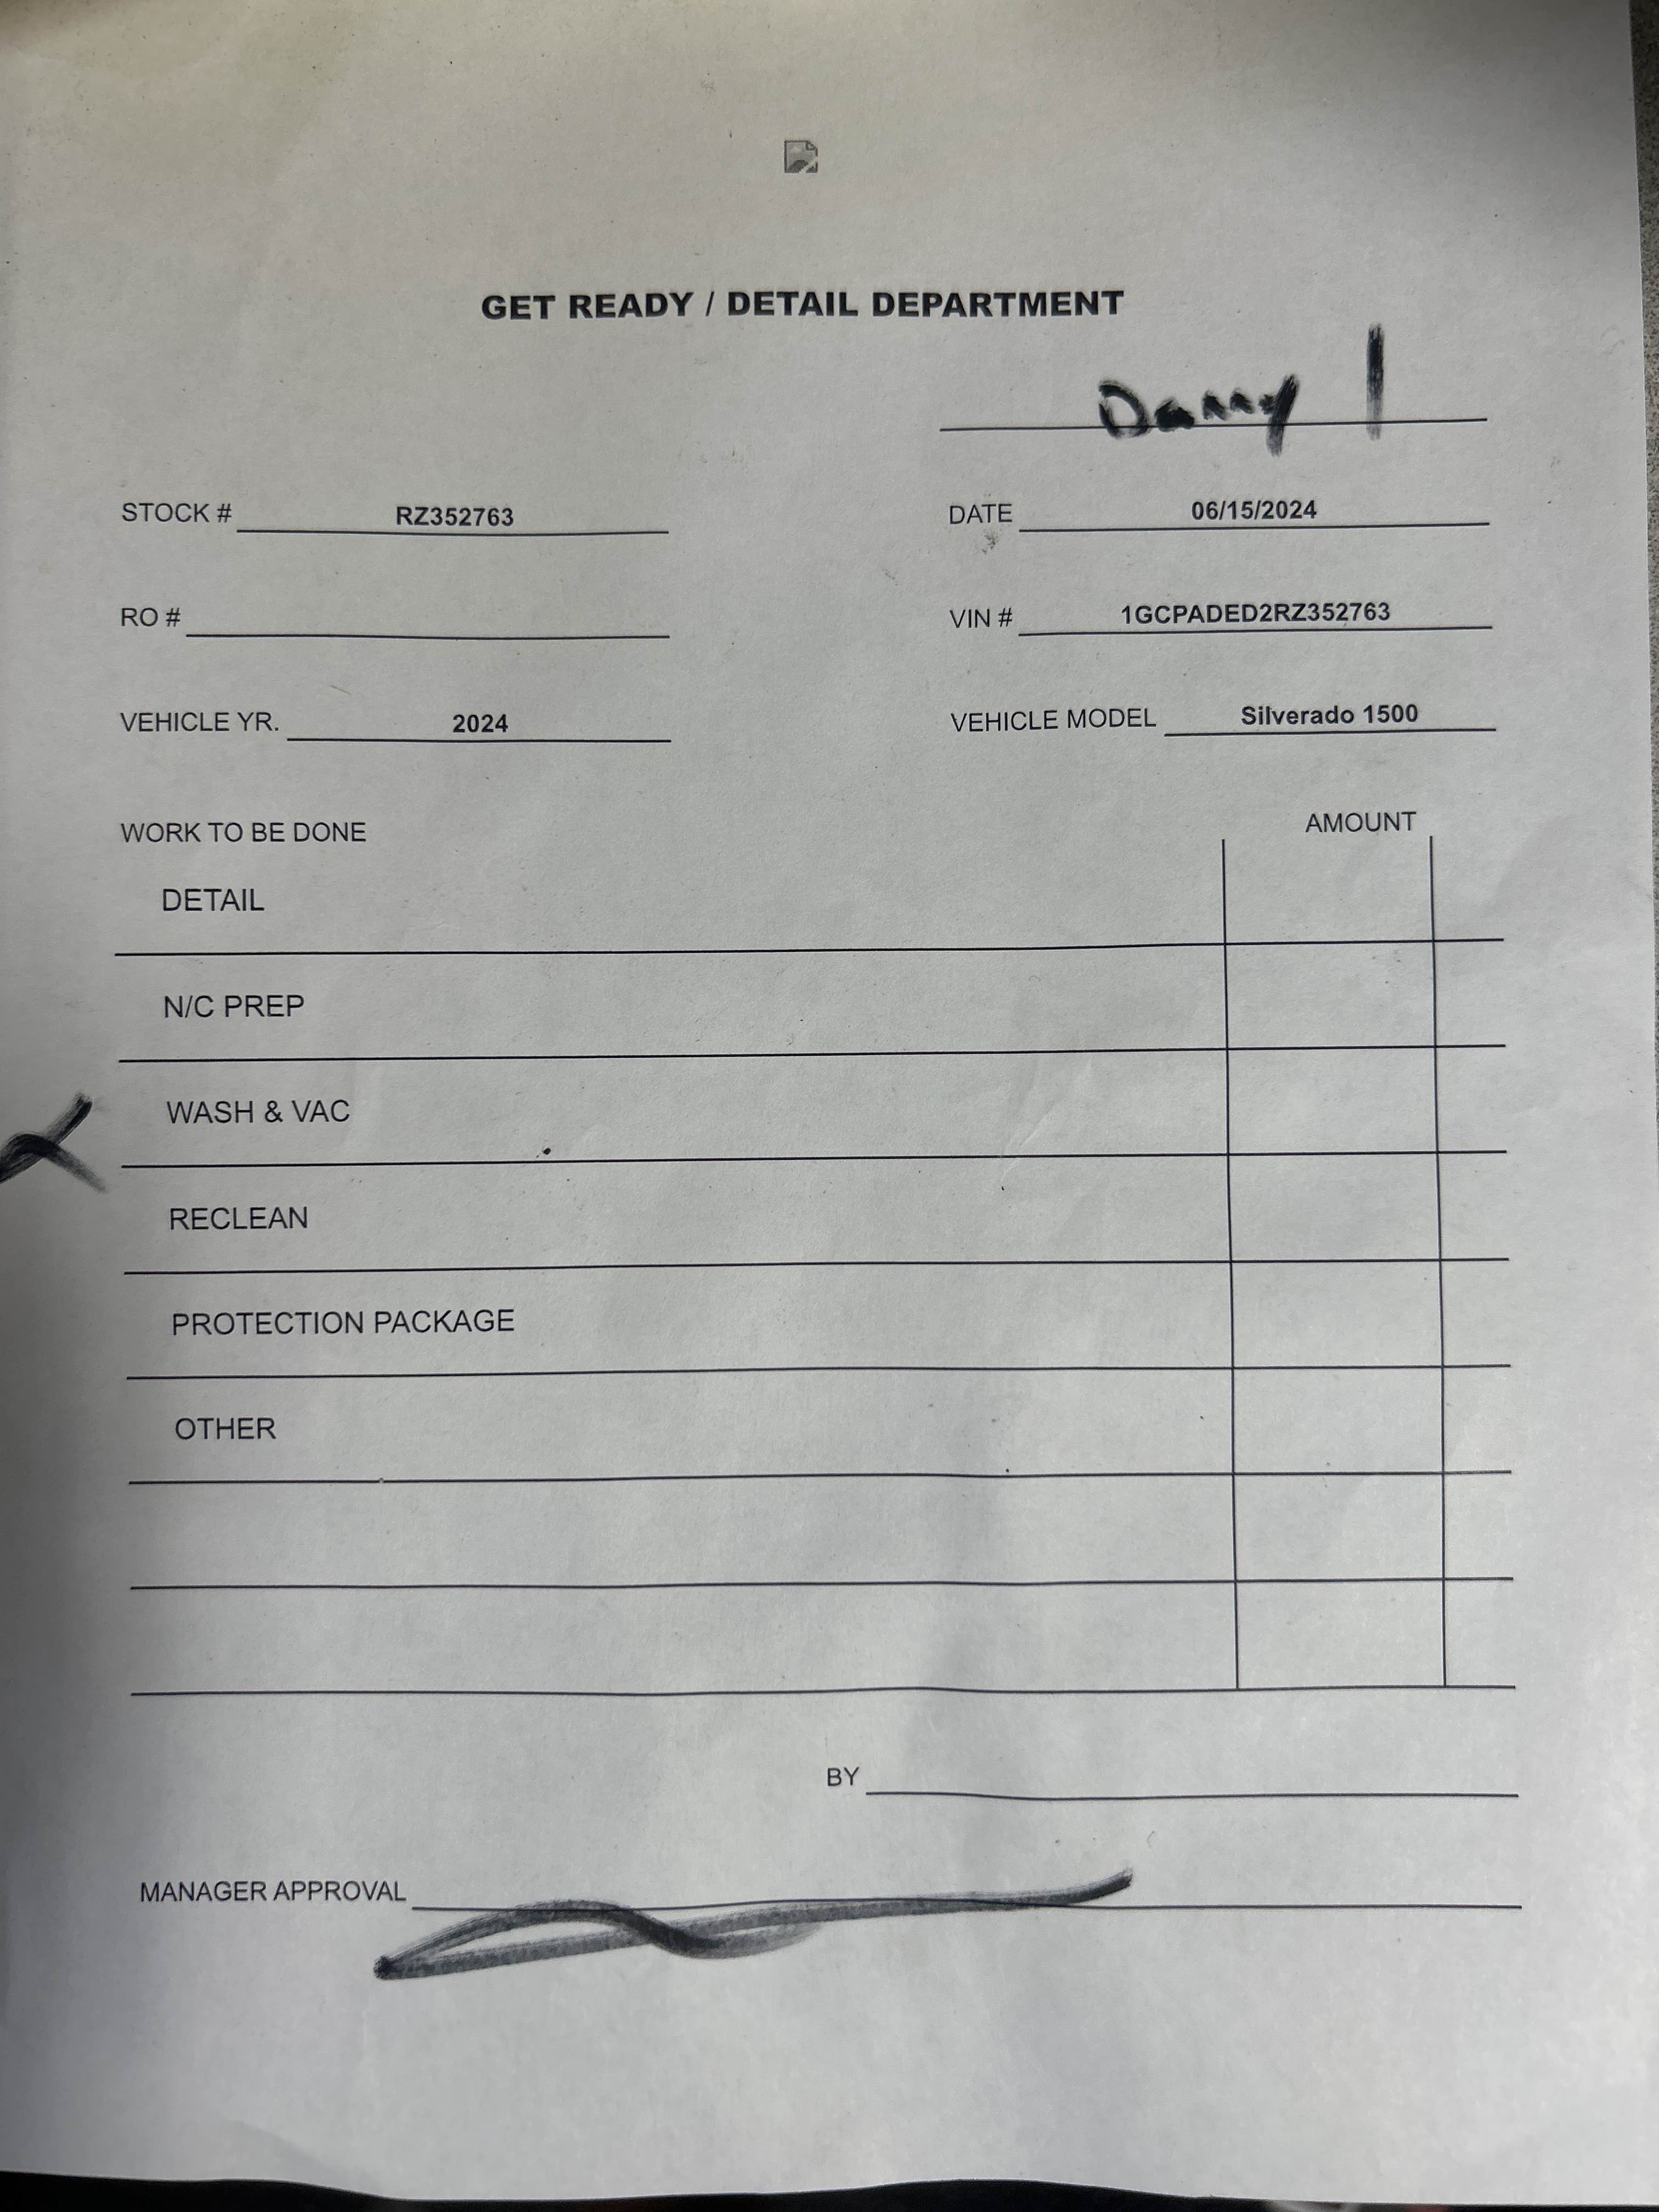 GET READY / DETAIL DEPARTMENT
Danny |
STOCK # RZ352763 DATE 06/15/2024
RO # VIN # 1GCPADED2RZ352763
VEHICLE YR. 2024 VEHICLE MODEL Silverado 1500
WORK TO BE DONE AMOUNT
DETAIL
N/C PREP
X WASH & VAC
RECLEAN
PROTECTION PACKAGE
OTHER
BY
MANAGER APPROVAL